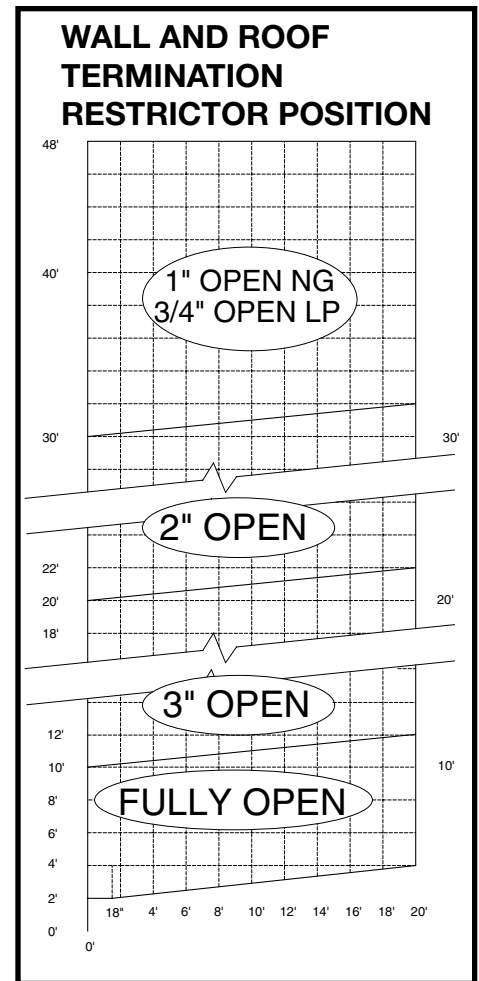 WALL AND ROOF
TERMINATION
RESTRICTOR POSITION
48'
40'
1" OPEN NG
3/4" OPEN LP
30'
30'
2" OPEN
22'
20'
20'
18'
3" OPEN
12'
10'
10'
FULLY OPEN
8'
6'
4'
2'
18" 4' 6' 8' 10' 12' 14' 16' 18' 20'
0'
0'